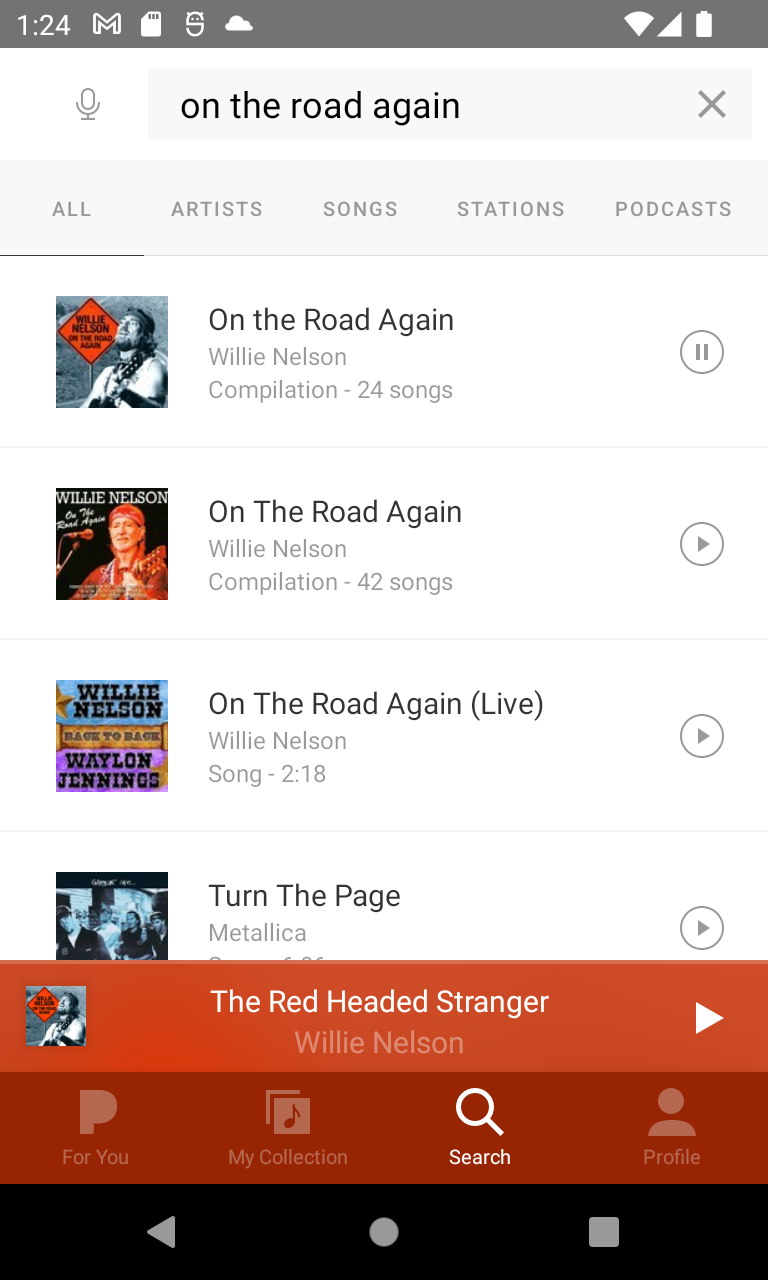 1:24
on the road again
ALL
ARTISTS
SONGS
STATIONS
PODCASTS
WILLIE
NELSON
ON THE ROAD
AGAIN
On the Road Again
Willie Nelson
Compilation - 24 songs
WILLIE NELSON
On The
Road Again
On The Road Again
Willie Nelson
Compilation - 42 songs
WILLIE
NELSON
BACK TO BACK
WAYLON
JENNINGS
On The Road Again (Live)
Willie Nelson
Song - 2:18
Turn The Page
Metallica
The Red Headed Stranger
Willie Nelson
For You
My Collection
Search
Profile